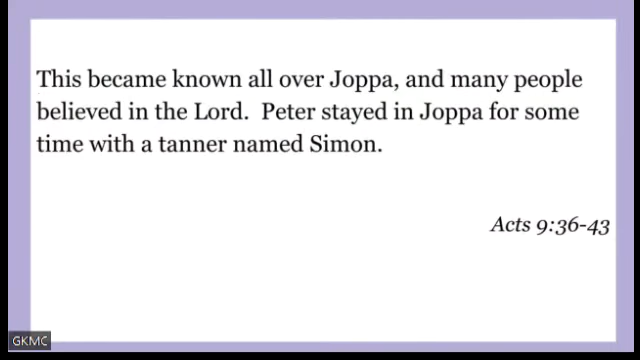 This became known all over Joppa, and many people
believed in the Lord.  Peter stayed in Joppa for some
time with a tanner named Simon.
Acts 9:36-43
GKMC